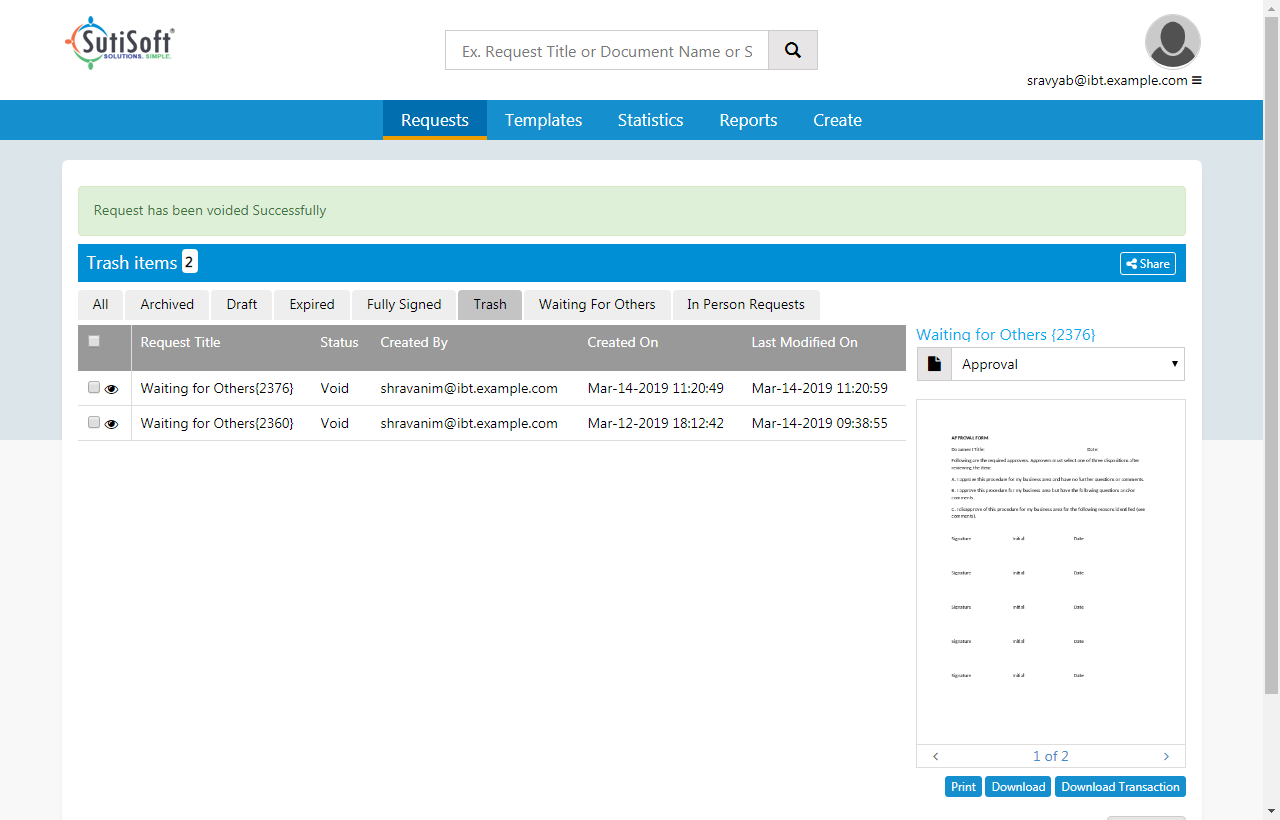 SutiSoft®
SOLUTIONS. SIMPLE.
Ex. Request Title or Document Name or S
sravyab@ibt.example.com
Requests Templates Statistics Reports Create
Request has been voided Successfully
Trash items 2
Share
All Archived Draft Expired Fully Signed Trash Waiting For Others In Person Requests
Request Title Status Created By Created On Last Modified On
Waiting for Others{2376} Void shravanim@ibt.example.com Mar-14-2019 11:20:49 Mar-14-2019 11:20:59
Waiting for Others{2360} Void shravanim@ibt.example.com Mar-12-2019 18:12:42 Mar-14-2019 09:38:55
Waiting for Others {2376}
Approval
APPROVAL FORM
Document Title: Date:
Following are the required approvers. Approvers must select one of three dispositions after
reviewing the item:
A. I approve this procedure for my business area and have no further questions or comments.
B. I approve this procedure for my business area but have the following questions and/or
comments.
C. I disapprove of this procedure for my business area for the following reasons identified (see
comments).
Signature Initial Date
Signature Initial Date
Signature Initial Date
Signature Initial Date
Signature Initial Date
1 of 2
Print Download Download Transaction